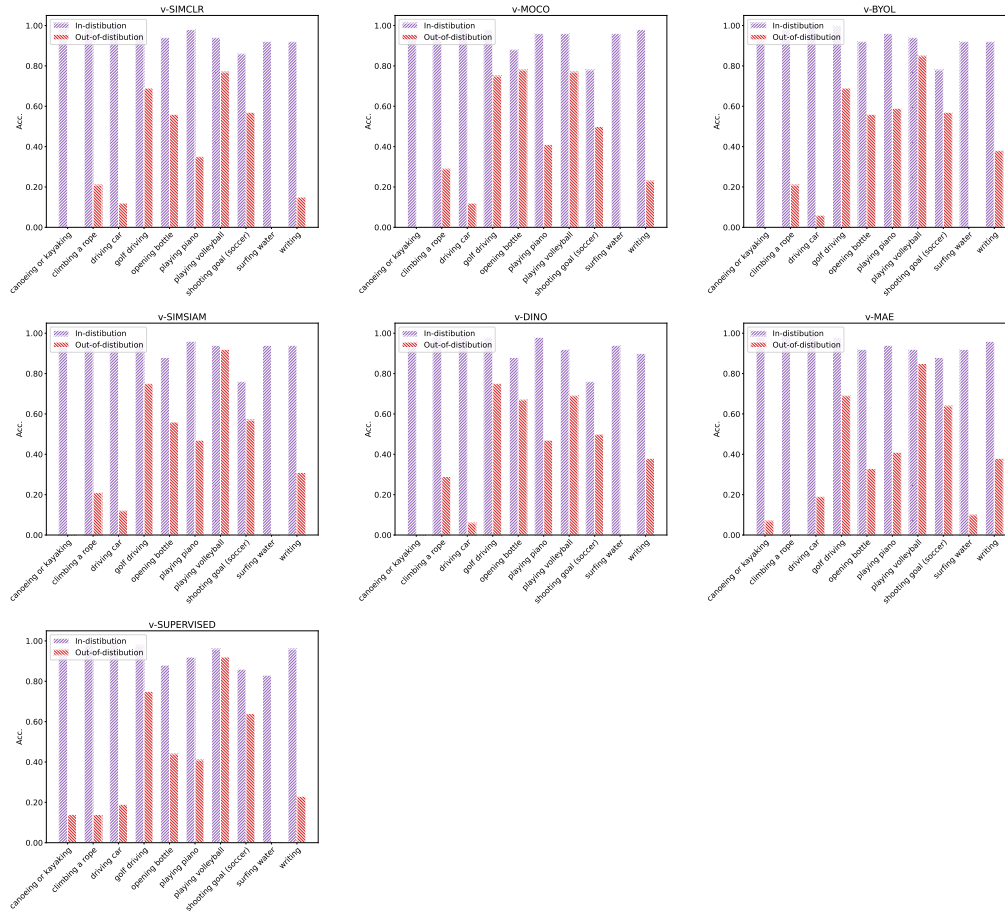 v-SIMCLR
In-distibution
Out-of-distibution
1.00
0.80
0.60
0.40
0.20
0.00
Acc.
canoeing or kayaking
climbing a rope
driving car
golf driving
opening bottle
playing piano
playing volleyball
shooting goal (soccer)
surfing water
writing
v-MOCO
In-distibution
Out-of-distibution
1.00
0.80
0.60
0.40
0.20
0.00
Acc.
canoeing or kayaking
climbing a rope
driving car
golf driving
opening bottle
playing piano
playing volleyball
shooting goal (soccer)
surfing water
writing
v-BYOL
In-distibution
Out-of-distibution
1.00
0.80
0.60
0.40
0.20
0.00
Acc.
canoeing or kayaking
climbing a rope
driving car
golf driving
opening bottle
playing piano
playing volleyball
shooting goal (soccer)
surfing water
writing
v-SIMSIAM
In-distibution
Out-of-distibution
1.00
0.80
0.60
0.40
0.20
0.00
Acc.
canoeing or kayaking
climbing a rope
driving car
golf driving
opening bottle
playing piano
playing volleyball
shooting goal (soccer)
surfing water
writing
v-DINO
In-distibution
Out-of-distibution
1.00
0.80
0.60
0.40
0.20
0.00
Acc.
canoeing or kayaking
climbing a rope
driving car
golf driving
opening bottle
playing piano
playing volleyball
shooting goal (soccer)
surfing water
writing
v-MAE
In-distibution
Out-of-distibution
1.00
0.80
0.60
0.40
0.20
0.00
Acc.
canoeing or kayaking
climbing a rope
driving car
golf driving
opening bottle
playing piano
playing volleyball
shooting goal (soccer)
surfing water
writing
v-SUPERVISED
In-distibution
Out-of-distibution
1.00
0.80
0.60
0.40
0.20
0.00
Acc.
canoeing or kayaking
climbing a rope
driving car
golf driving
opening bottle
playing piano
playing volleyball
shooting goal (soccer)
surfing water
writing